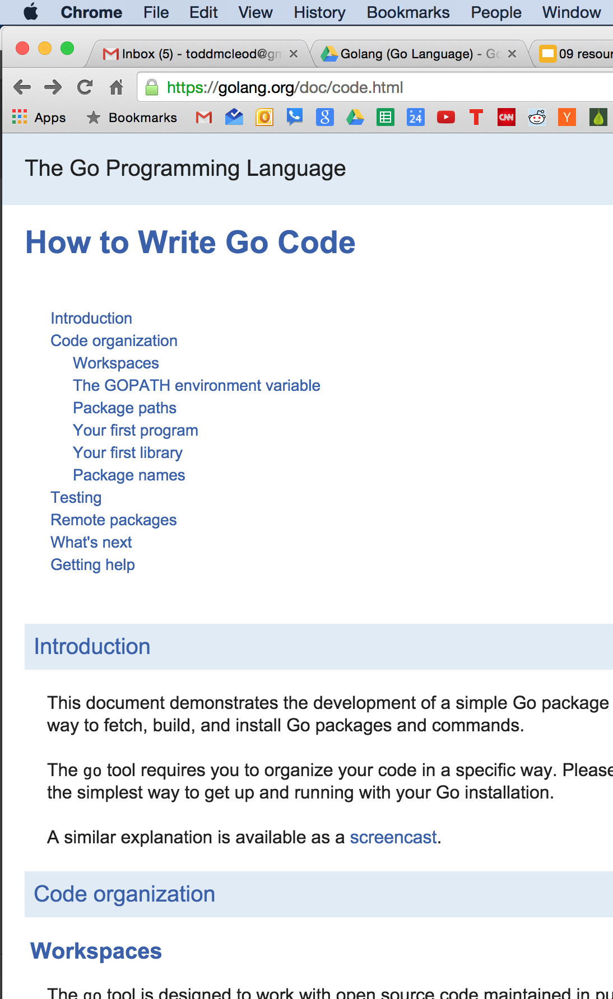 Chrome File Edit View History Bookmarks People Window
Inbox (5) - toddmcleod@gm Golang (Go Language) - Go 09 resour
https://golang.org/doc/code.html
Apps Bookmarks O g 24 T CNN Y
The Go Programming Language
How to Write Go Code
Introduction
Code organization
Workspaces
The GOPATH environment variable
Package paths
Your first program
Your first library
Package names
Testing
Remote packages
What's next
Getting help
Introduction
This document demonstrates the development of a simple Go package
way to fetch, build, and install Go packages and commands.
The go tool requires you to organize your code in a specific way. Please
the simplest way to get up and running with your Go installation.
A similar explanation is available as a screencast.
Code organization
Workspaces
The go tool is designed to work with open source code maintained in pu